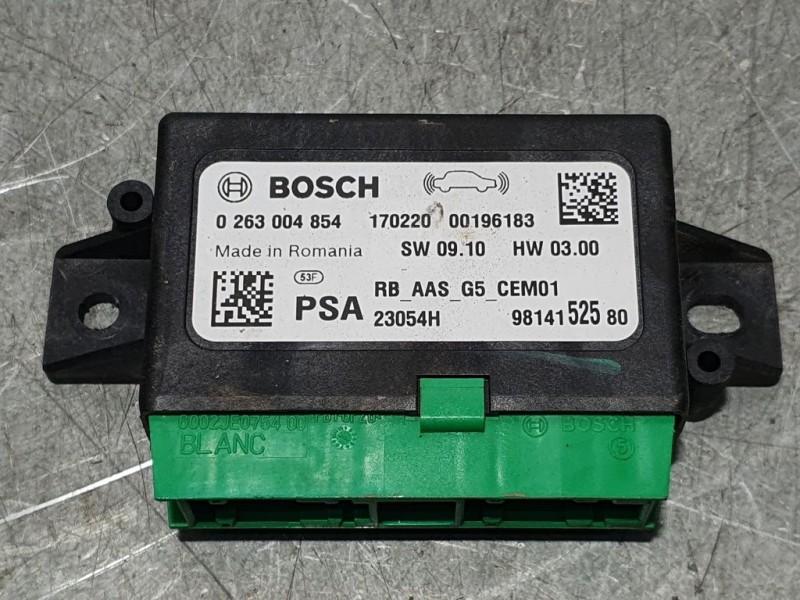 BOSCH
0 263 004 854 170220 00196183
Made in Romania SW 09.10 HW 03.00
53F
PSA RB_AAS_G5_CEM01
23054H 98141 525 80
BOSCH
BLANC
5